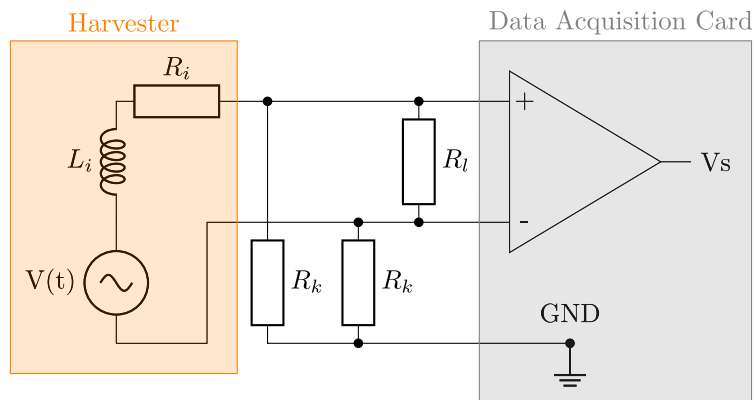 Harvester
Data Acquisition Card
R_i
+
L_i
R_l
Vs
-
V(t)
R_k
R_k
GND